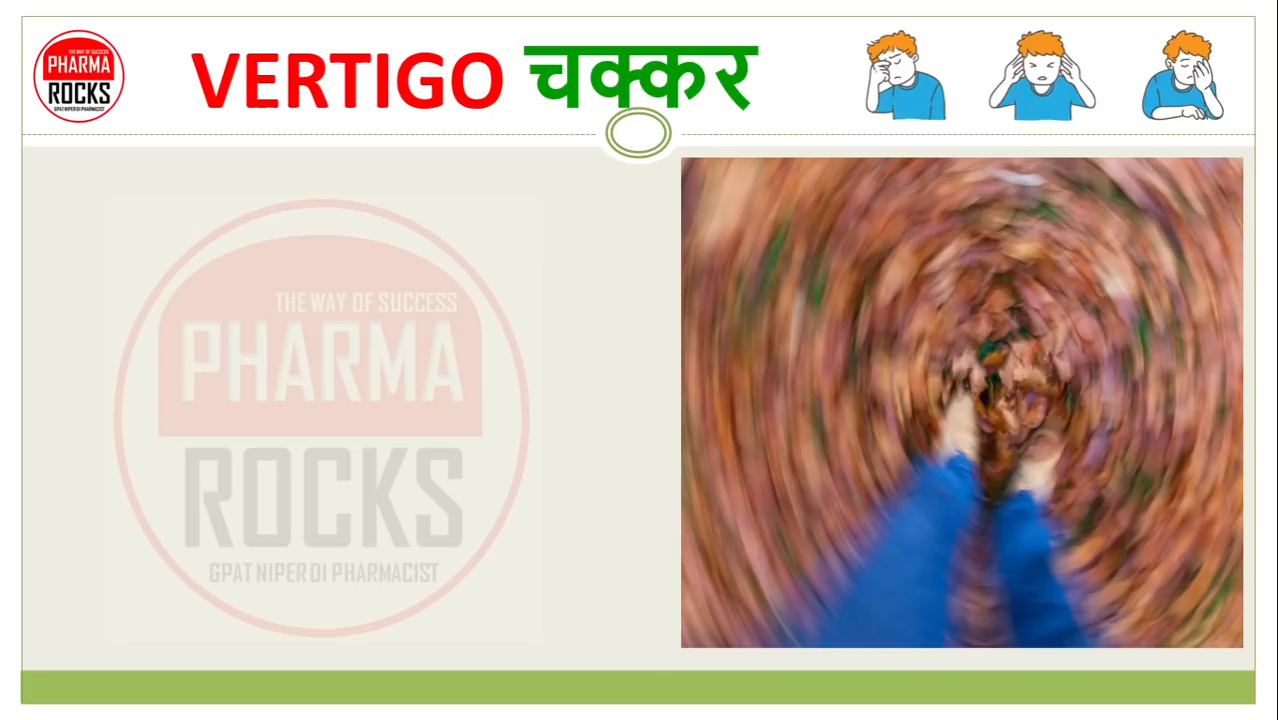 THE WAY OF SUCCESS
PHARMA
ROCKS
GPAT NIPER DI PHARMACIST
VERTIGO चक्कर
THE WAY OF SUCCESS
PHARMA
ROCKS
GPAT NIPER DI PHARMACIST